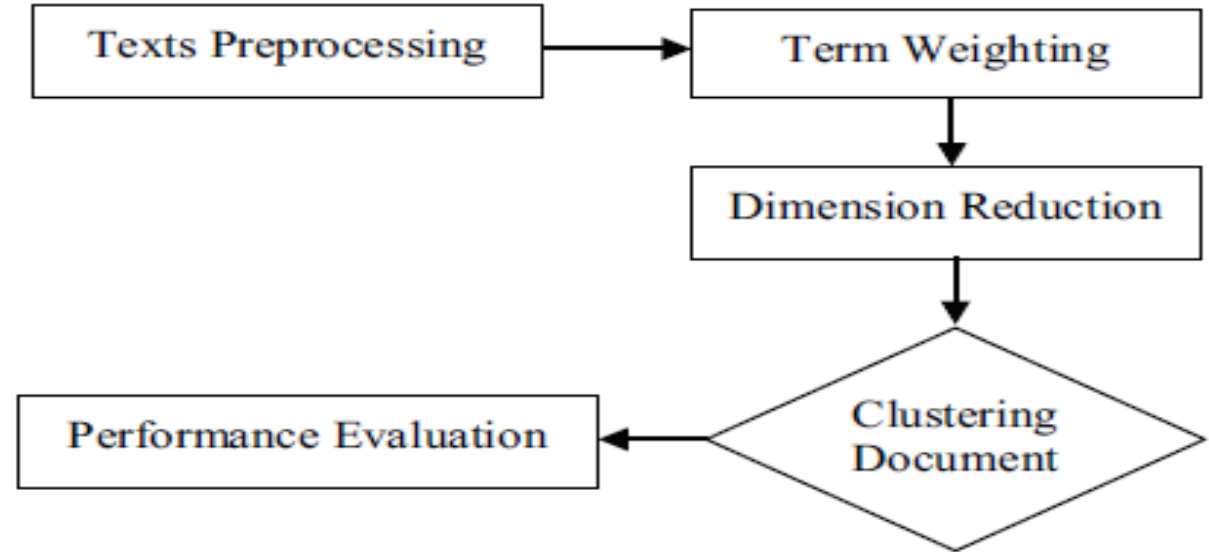 Texts Preprocessing
Term Weighting
Dimension Reduction
Clustering
Document
Performance Evaluation